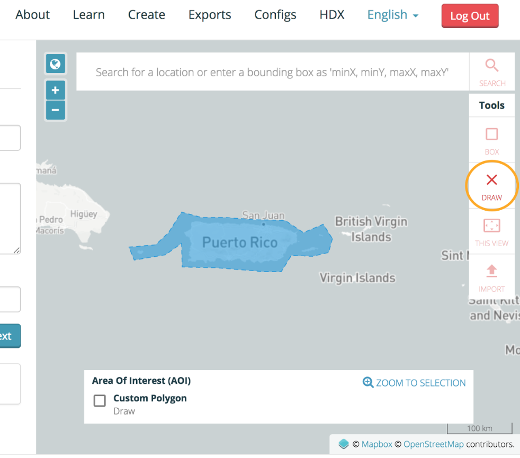 About Learn Create Exports Configs HDX English Log Out
Search for a location or enter a bounding box as 'minX, minY, maxX, maxY'
SEARCH
Tools
BOX
DRAW
THIS VIEW
IMPORT
+
−
mana
Higüey
Pedro
Macorís
San Juan
Puerto Rico
British Virgin
Islands
Virgin Islands
Sint
Saint Kitt
and Nevis
Mo
ext
Area Of Interest (AOI)
ZOOM TO SELECTION
Custom Polygon
Draw
100 km
© Mapbox © OpenStreetMap contributors.